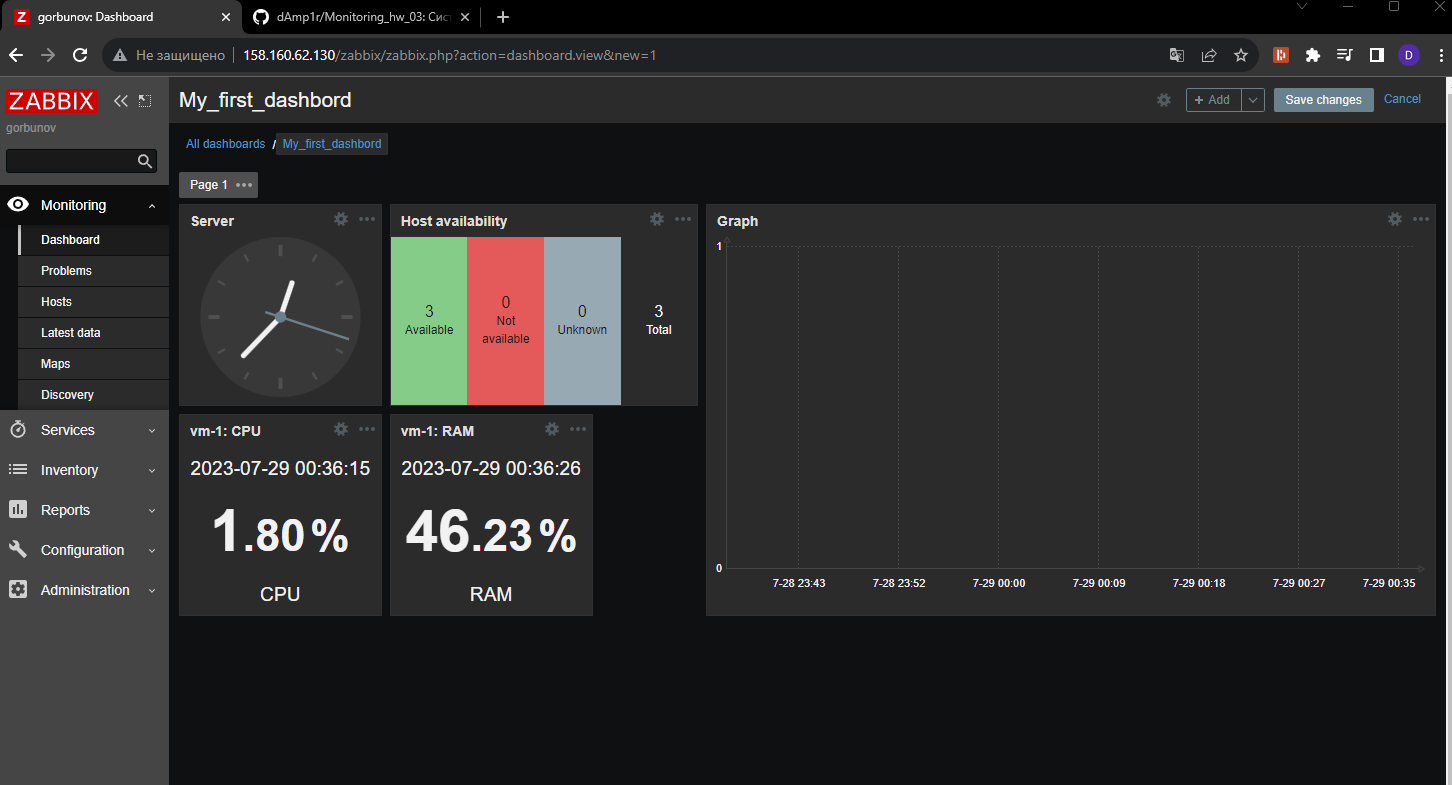 gorbunov: Dashboard
dAmp1r/Monitoring_hw_03: Сис
Не защищено
158.160.62.130/zabbix/zabbix.php?action=dashboard.view&new=1
D
ZABBIX
gorbunov
Monitoring
Dashboard
Problems
Hosts
Latest data
Maps
Discovery
Services
Inventory
Reports
Configuration
Administration
My_first_dashbord
+ Add
Save changes
Cancel
All dashboards / My_first_dashbord
Page 1
Server
Host availability
3
Available
0
Not
available
0
Unknown
3
Total
Graph
1
0
7-28 23:43 7-28 23:52 7-29 00:00 7-29 00:09 7-29 00:18 7-29 00:27 7-29 00:35
vm-1: CPU
2023-07-29 00:36:15
1.80 %
CPU
vm-1: RAM
2023-07-29 00:36:26
46.23 %
RAM